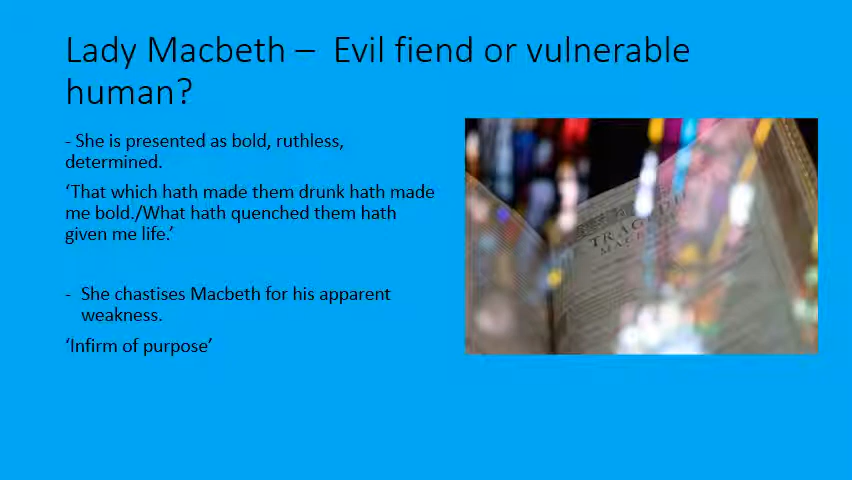 Lady Macbeth – Evil fiend or vulnerable
human?
- She is presented as bold, ruthless,
determined.
‘That which hath made them drunk hath made
me bold./What hath quenched them hath
given me life.’
- She chastises Macbeth for his apparent
weakness.
‘Infirm of purpose’
TRAGEDIE